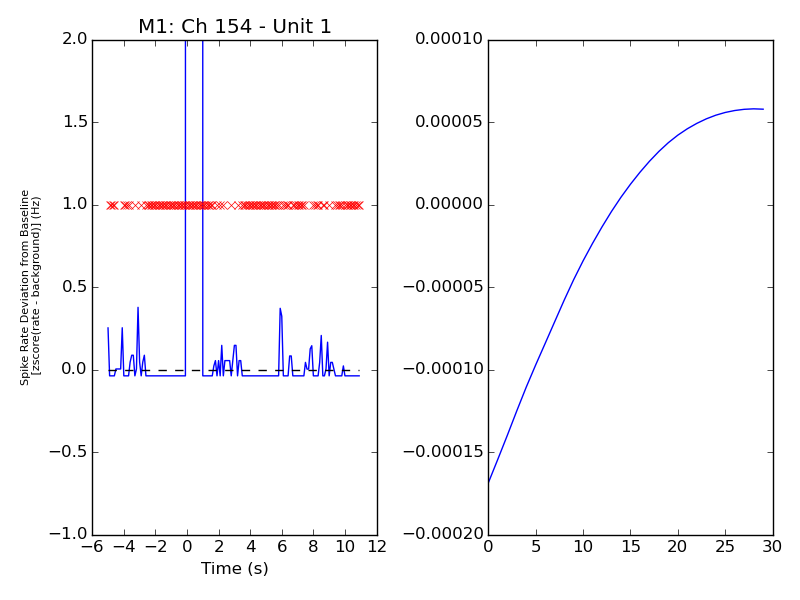 M1: Ch 154 - Unit 1
2.0
1.5
1.0
0.5
0.0
−0.5
−1.0
−6 −4 −2 0 2 4 6 8 10 12
Time (s)
Spike Rate Deviation from Baseline
[zscore(rate - background)] (Hz)
0.00010
0.00005
0.00000
−0.00005
−0.00010
−0.00015
−0.00020
0 5 10 15 20 25 30